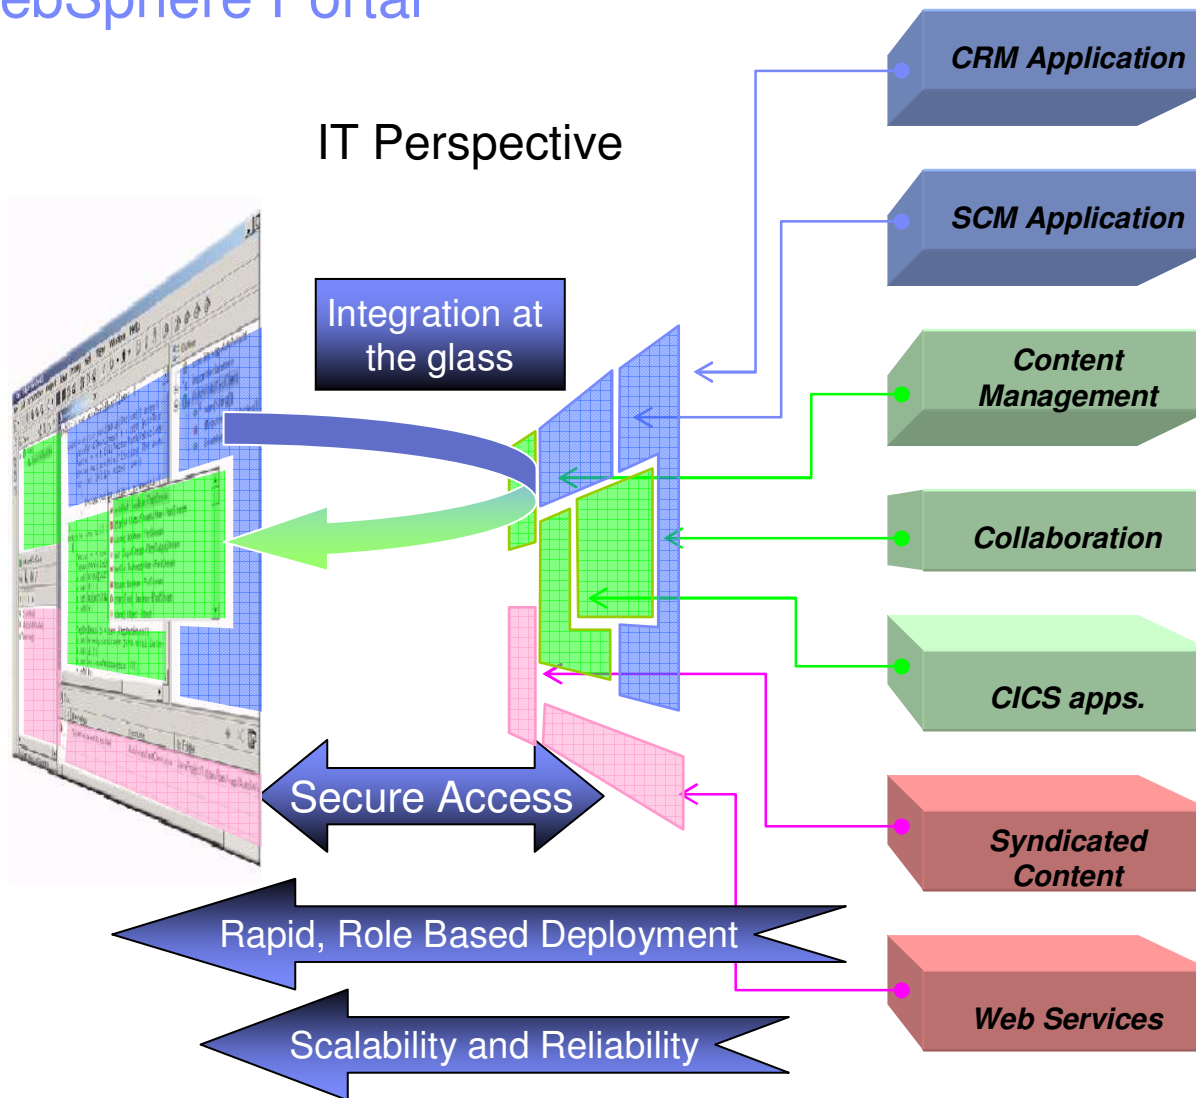 ebSphere Portal
CRM Application
IT Perspective
SCM Application
Integration at
the glass
Content
Management
Collaboration
CICS apps.
Secure Access
Syndicated
Content
Rapid, Role Based Deployment
Web Services
Scalability and Reliability